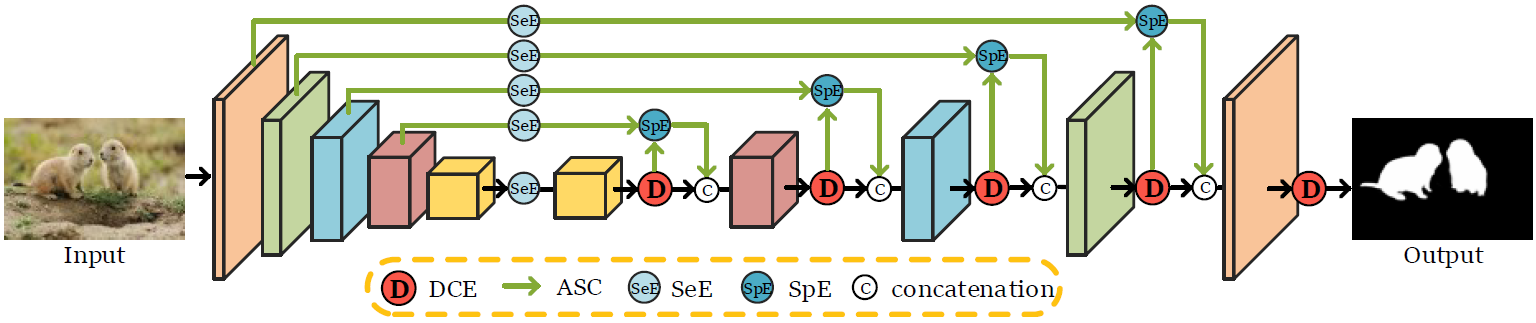 SeE
SpE
SeE
SpE
SeE
SpE
SeE
SpE
SeE
D
C
D
C
D
C
D
C
D
Input
Output
D DCE ASC SeE SeE SpE SpE C concatenation